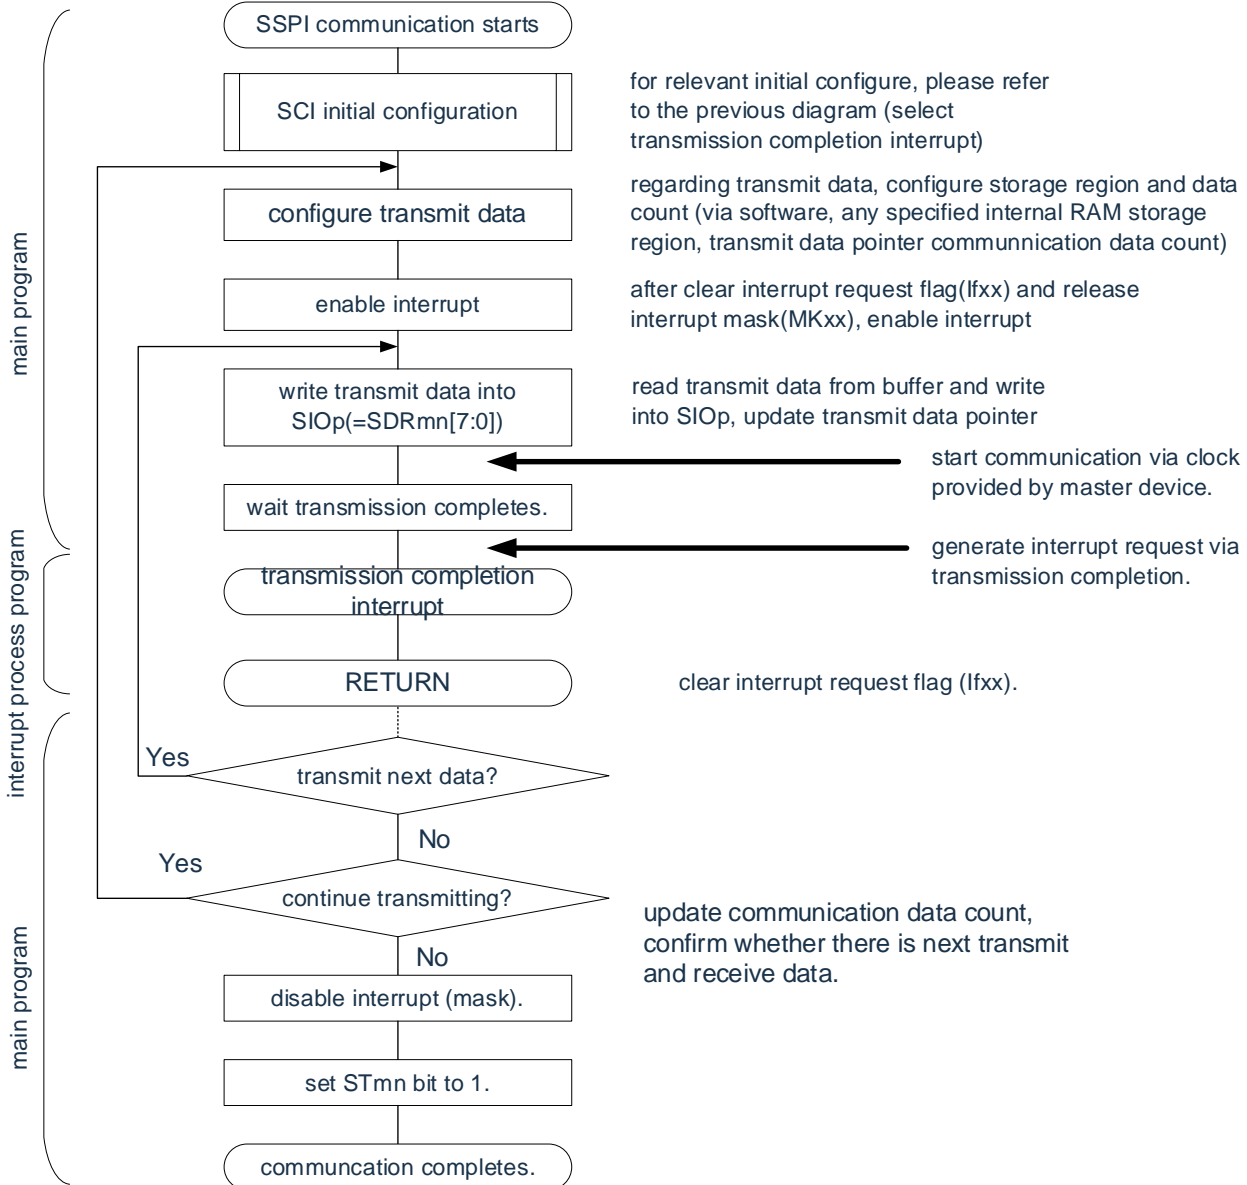 SSPI communication starts
SCI initial configuration
for relevant initial configure, please refer
to the previous diagram (select
transmission completion interrupt)
configure transmit data
regarding transmit data, configure storage region and data
count (via software, any specified internal RAM storage
region, transmit data pointer communnication data count)
main program
enable interrupt
after clear interrupt request flag(Ifxx) and release
interrupt mask(MKxx), enable interrupt
write transmit data into
SIOp(=SDRmn[7:0])
read transmit data from buffer and write
into SIOp, update transmit data pointer
start communication via clock
provided by master device.
wait transmission completes.
generate interrupt request via
transmission completion.
interrupt process program
transmission completion
interrupt
RETURN
clear interrupt request flag (Ifxx).
Yes
transmit next data?
No
Yes
continue transmitting?
update communication data count,
confirm whether there is next transmit
and receive data.
No
main program
disable interrupt (mask).
set STmn bit to 1.
communcation completes.